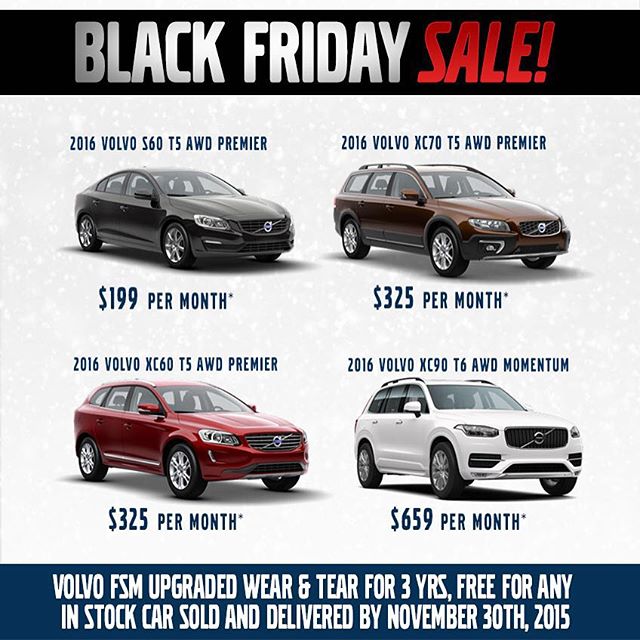 BLACK FRIDAY SALE!
2016 VOLVO S60 T5 AWD PREMIER
2016 VOLVO XC70 T5 AWD PREMIER
$199 PER MONTH*
$325 PER MONTH*
2016 VOLVO XC60 T5 AWD PREMIER
2016 VOLVO XC90 T6 AWD MOMENTUM
$325 PER MONTH*
$659 PER MONTH*
VOLVO FSM UPGRADED WEAR & TEAR FOR 3 YRS, FREE FOR ANY
IN STOCK CAR SOLD AND DELIVERED BY NOVEMBER 30TH, 2015